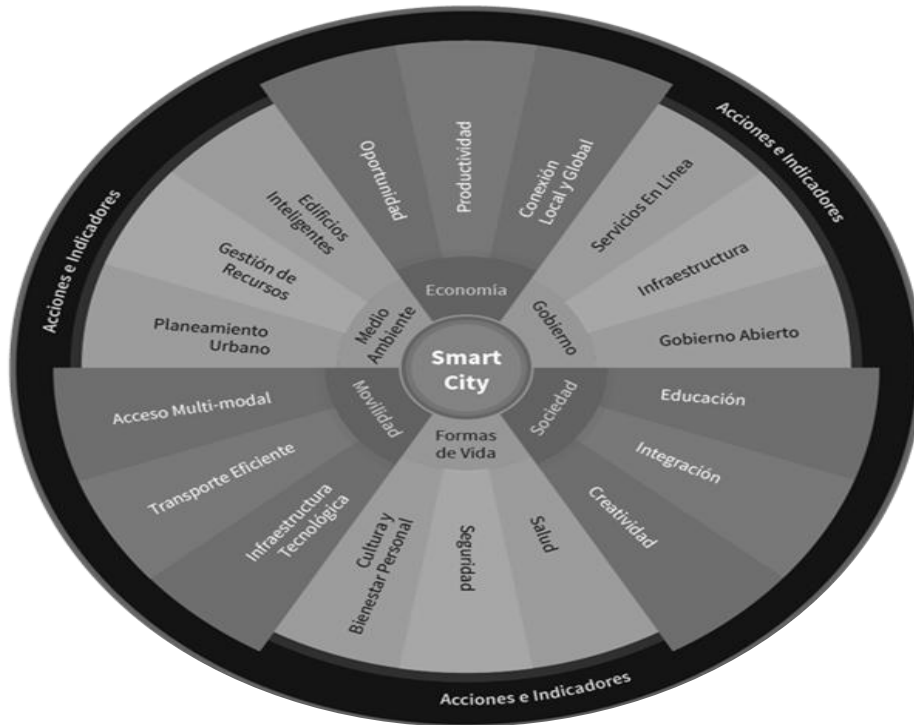 Acciones e Indicadores
Acciones e Indicadores
Oportunidad
Productividad
Conexión
Local y Global
Servicios En Línea
Infraestructura
Gobierno Abierto
Edificios
Inteligentes
Gestión de
Recursos
Planeamiento
Urbano
Economía
Medio
Ambiente
Gobierno
Smart
City
Movilidad
Formas
de Vida
Sociedad
Acceso Multi-modal
Transporte Eficiente
Infraestructura
Tecnológica
Cultura y
Bienestar Personal
Seguridad
Salud
Creatividad
Integración
Educación
Acciones e Indicadores